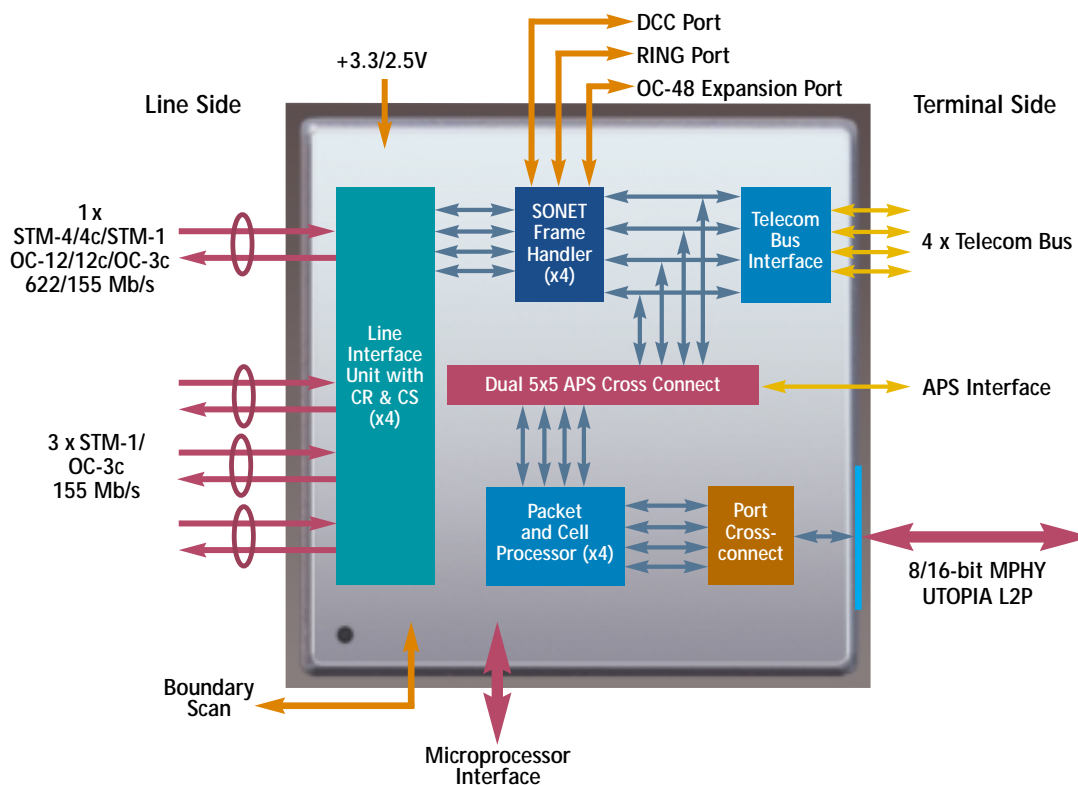 DCC Port
RING Port
OC-48 Expansion Port
+3.3/2.5V
Line Side
Terminal Side
1 x
STM-4/4c/STM-1
OC-12/12c/OC-3c
622/155 Mb/s
SONET
Frame
Handler
(x4)
Telecom
Bus
Interface
4 x Telecom Bus
Line
Interface
Unit with
CR & CS
(x4)
Dual 5x5 APS Cross Connect
APS Interface
3 x STM-1/
OC-3c
155 Mb/s
Packet
and Cell
Processor (x4)
Port
Cross-
connect
8/16-bit MPHY
UTOPIA L2P
Boundary
Scan
Microprocessor
Interface